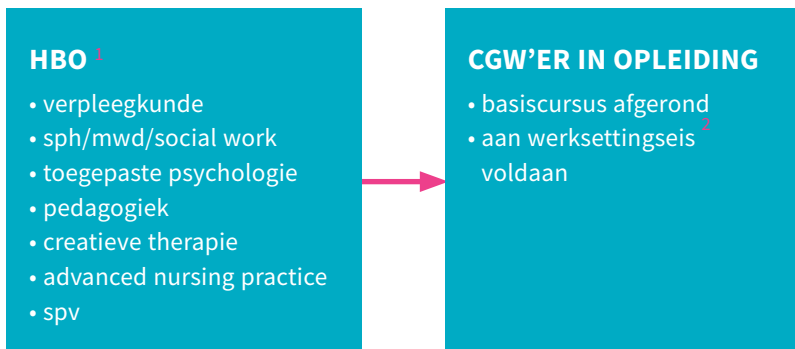 HBO 1
• verpleegkunde
• sph/mwd/social work
• toegepaste psychologie
• pedagogiek
• creatieve therapie
• advanced nursing practice
• spv
CGW’ER IN OPLEIDING
• basiscursus afgerond
• aan werksettingseis 2
voldaan